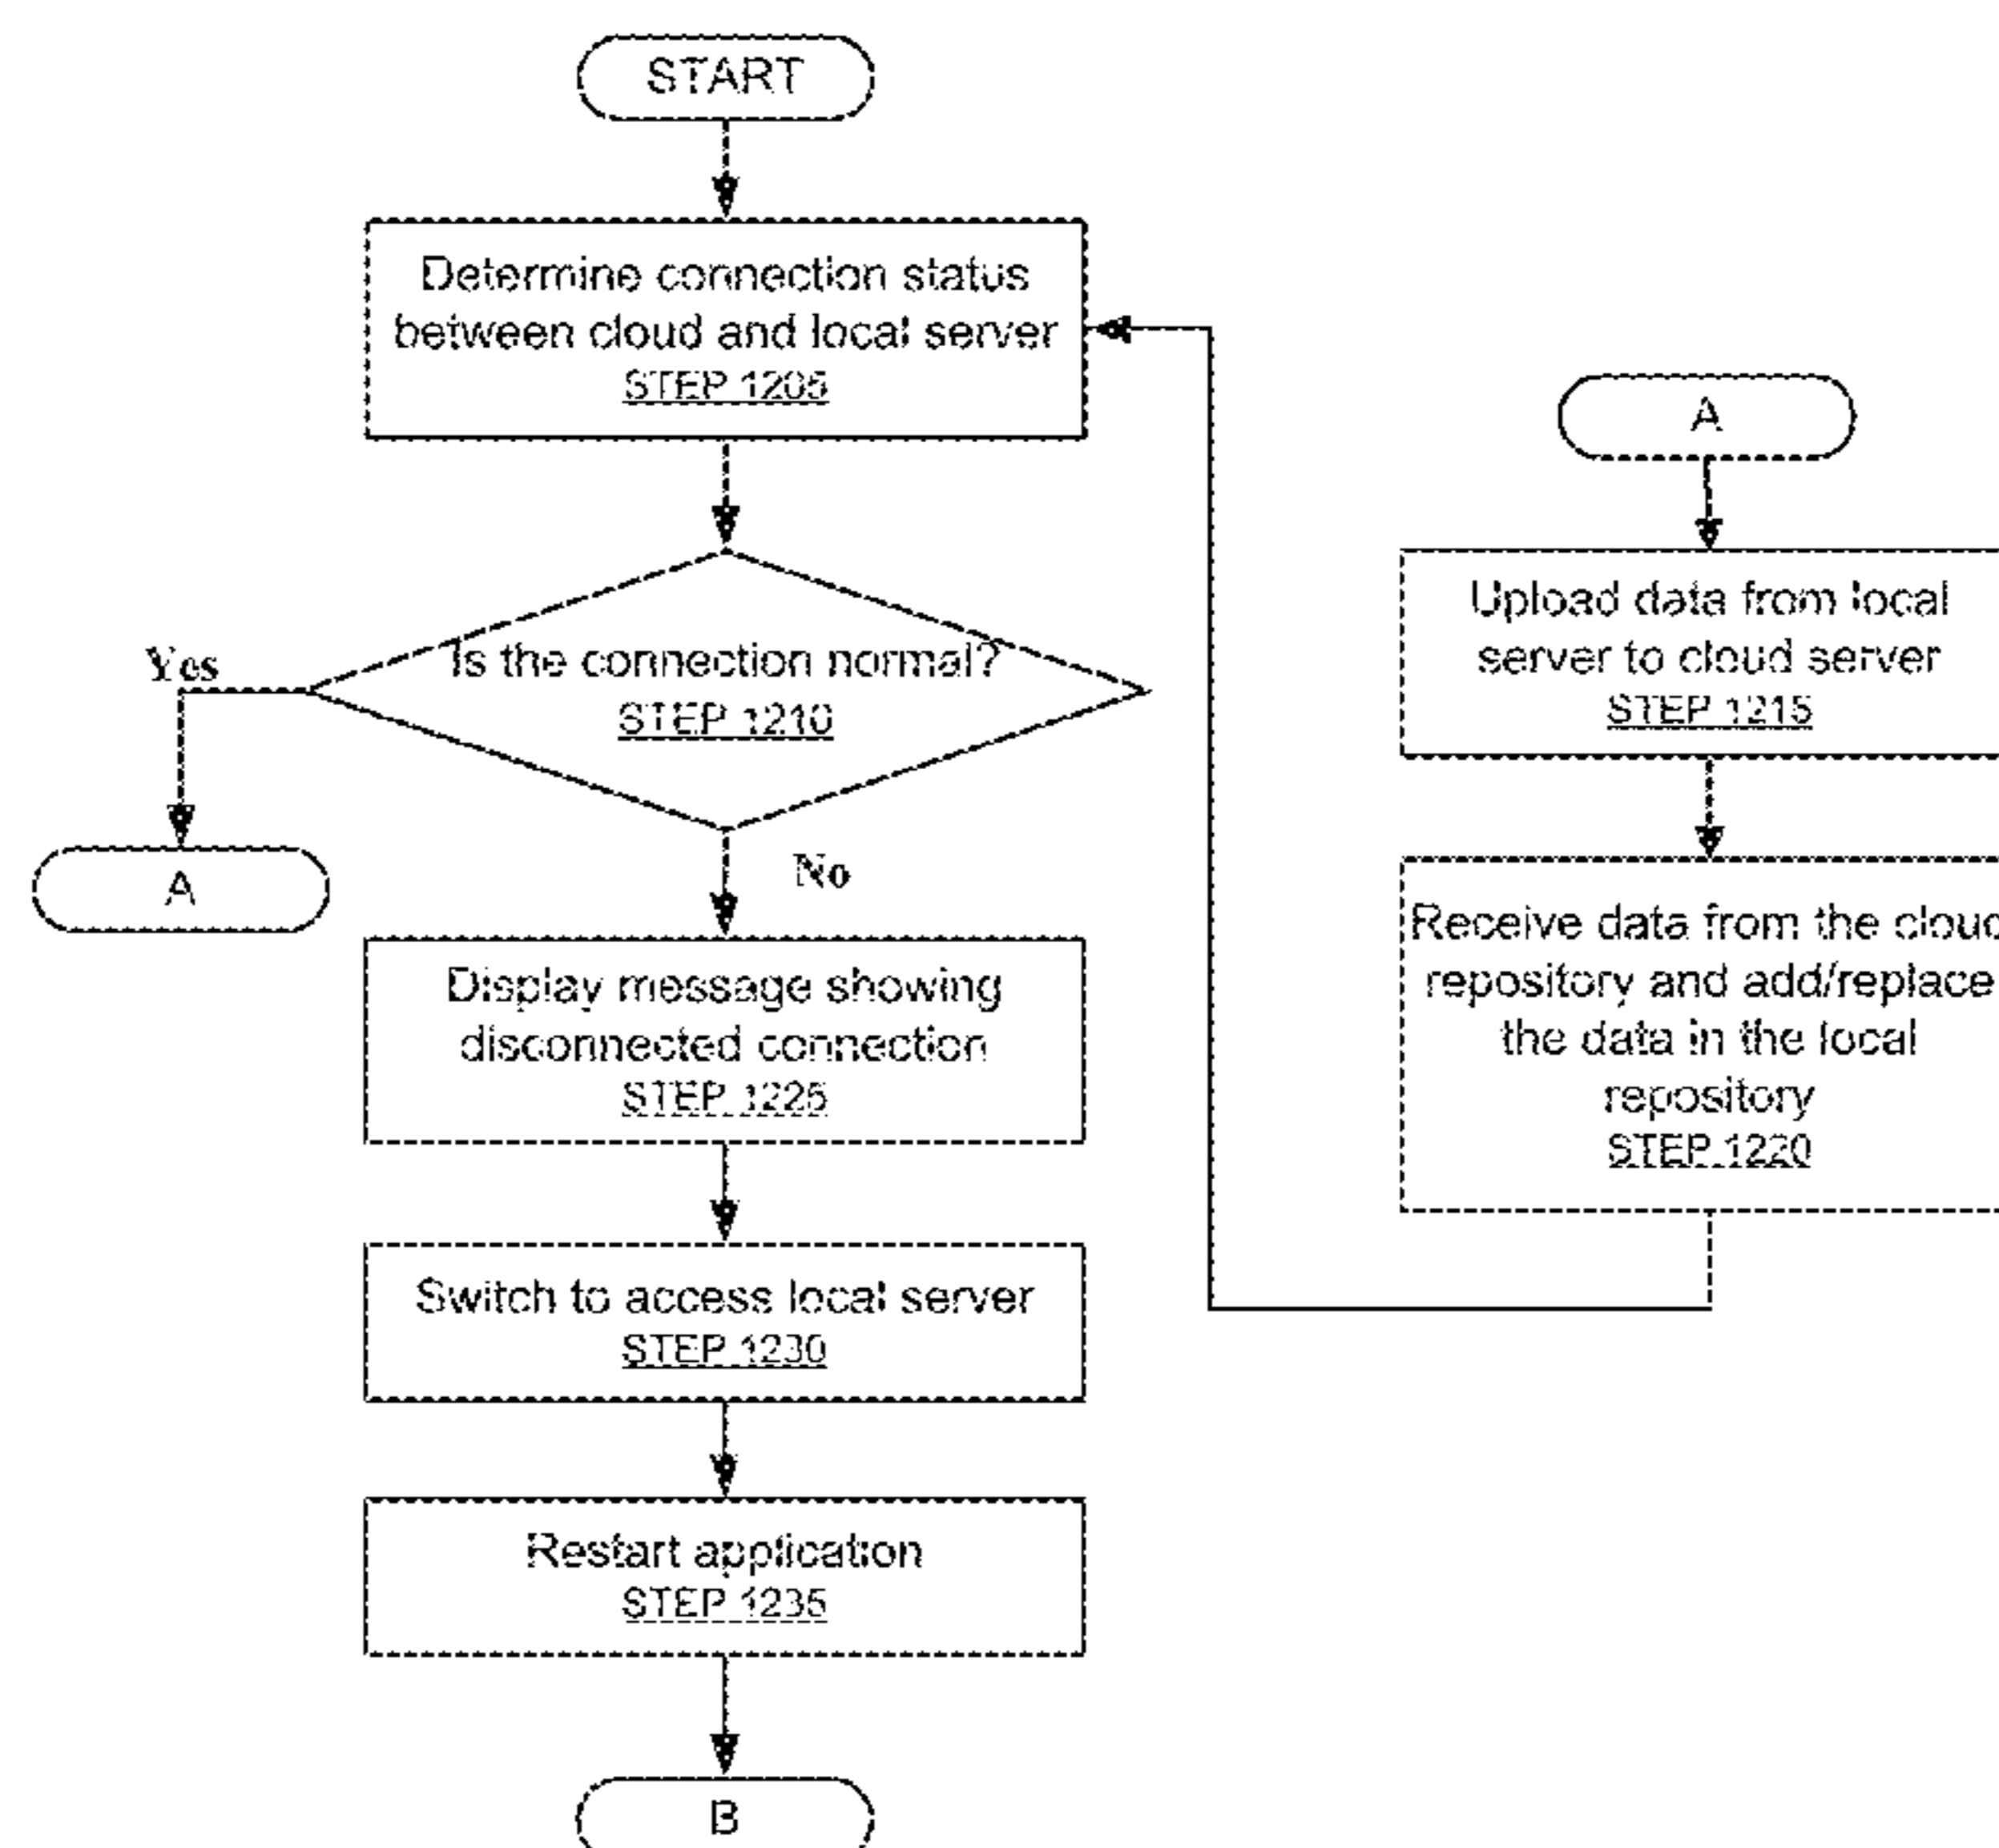 START
Determine connection status
between cloud and local server
STEP 1205
Is the connection normal?
STEP 1210
Yes
A
No
Display message showing
disconnected connection
STEP 1225
Switch to access local server
STEP 1230
Restart application
STEP 1235
B
A
Upload data from local
server to cloud server
STEP 1215
Receive data from the cloud
repository and add/replace
the data in the local
repository
STEP 1220